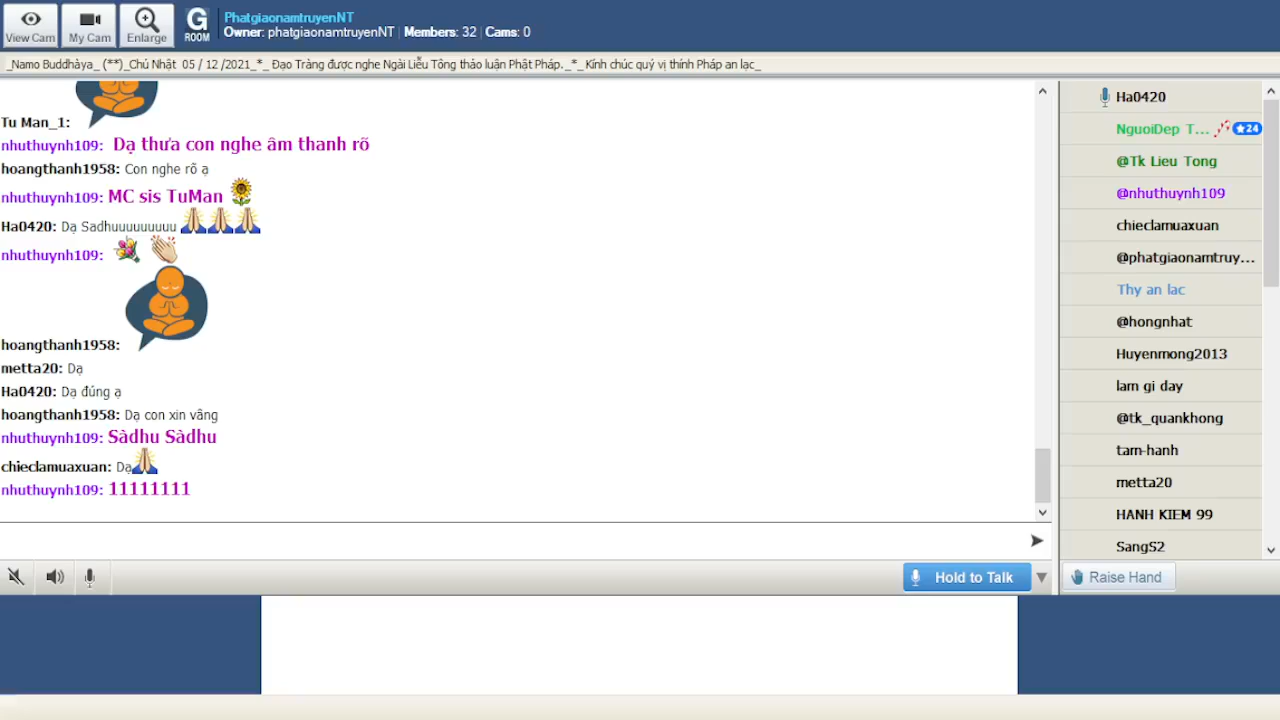 View Cam
My Cam
Enlarge
G
ROOM
PhatgiaonamtruyenNT
Owner: phatgiaonamtruyenNT | Members: 32 | Cams: 0
_Namo Buddhàya_ (**)_Chủ Nhật 05 / 12 /2021_*_ Đạo Tràng được nghe Ngài Liễu Tông thảo luận Phật Pháp._*_Kính chúc quý vị thính Pháp an lạc_
Tu Man_1:
nhuthuynh109: Dạ thưa con nghe âm thanh rõ
hoangthanh1958: Con nghe rõ ạ
nhuthuynh109: MC sis TuMan
Ha0420: Dạ Sadhuuuuuuuuu
nhuthuynh109:
hoangthanh1958:
metta20: Dạ
Ha0420: Dạ đúng ạ
hoangthanh1958: Dạ con xin vâng
nhuthuynh109: Sàdhu Sàdhu
chieclamuaxuan: Dạ
nhuthuynh109: 11111111
Hold to Talk
Ha0420
NguoiDep T... 24
@Tk Lieu Tong
@nhuthuynh109
chieclamuaxuan
@phatgiaonamtruy...
Thy an lac
@hongnhat
Huyenmong2013
lam gi day
@tk_quankhong
tam-hanh
metta20
HANH KIEM 99
SangS2
Raise Hand